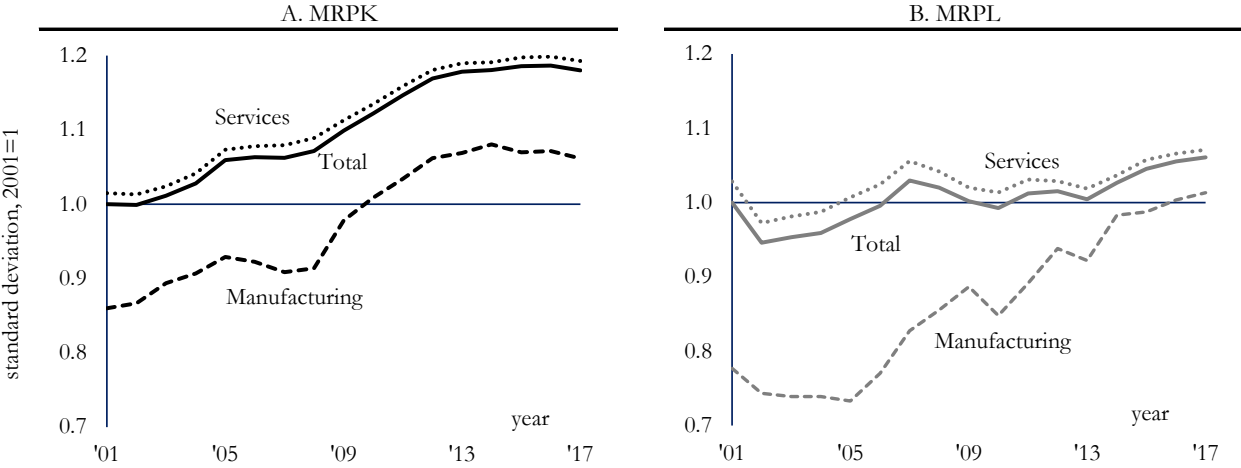 A. MRPK
B. MRPL
standard deviation, 2001=1
1.2
1.1
1.0
0.9
0.8
0.7
Services
Total
Manufacturing
year
'01
'05
'09
'13
'17
1.2
1.1
1.0
0.9
0.8
0.7
Services
Total
Manufacturing
year
'01
'05
'09
'13
'17